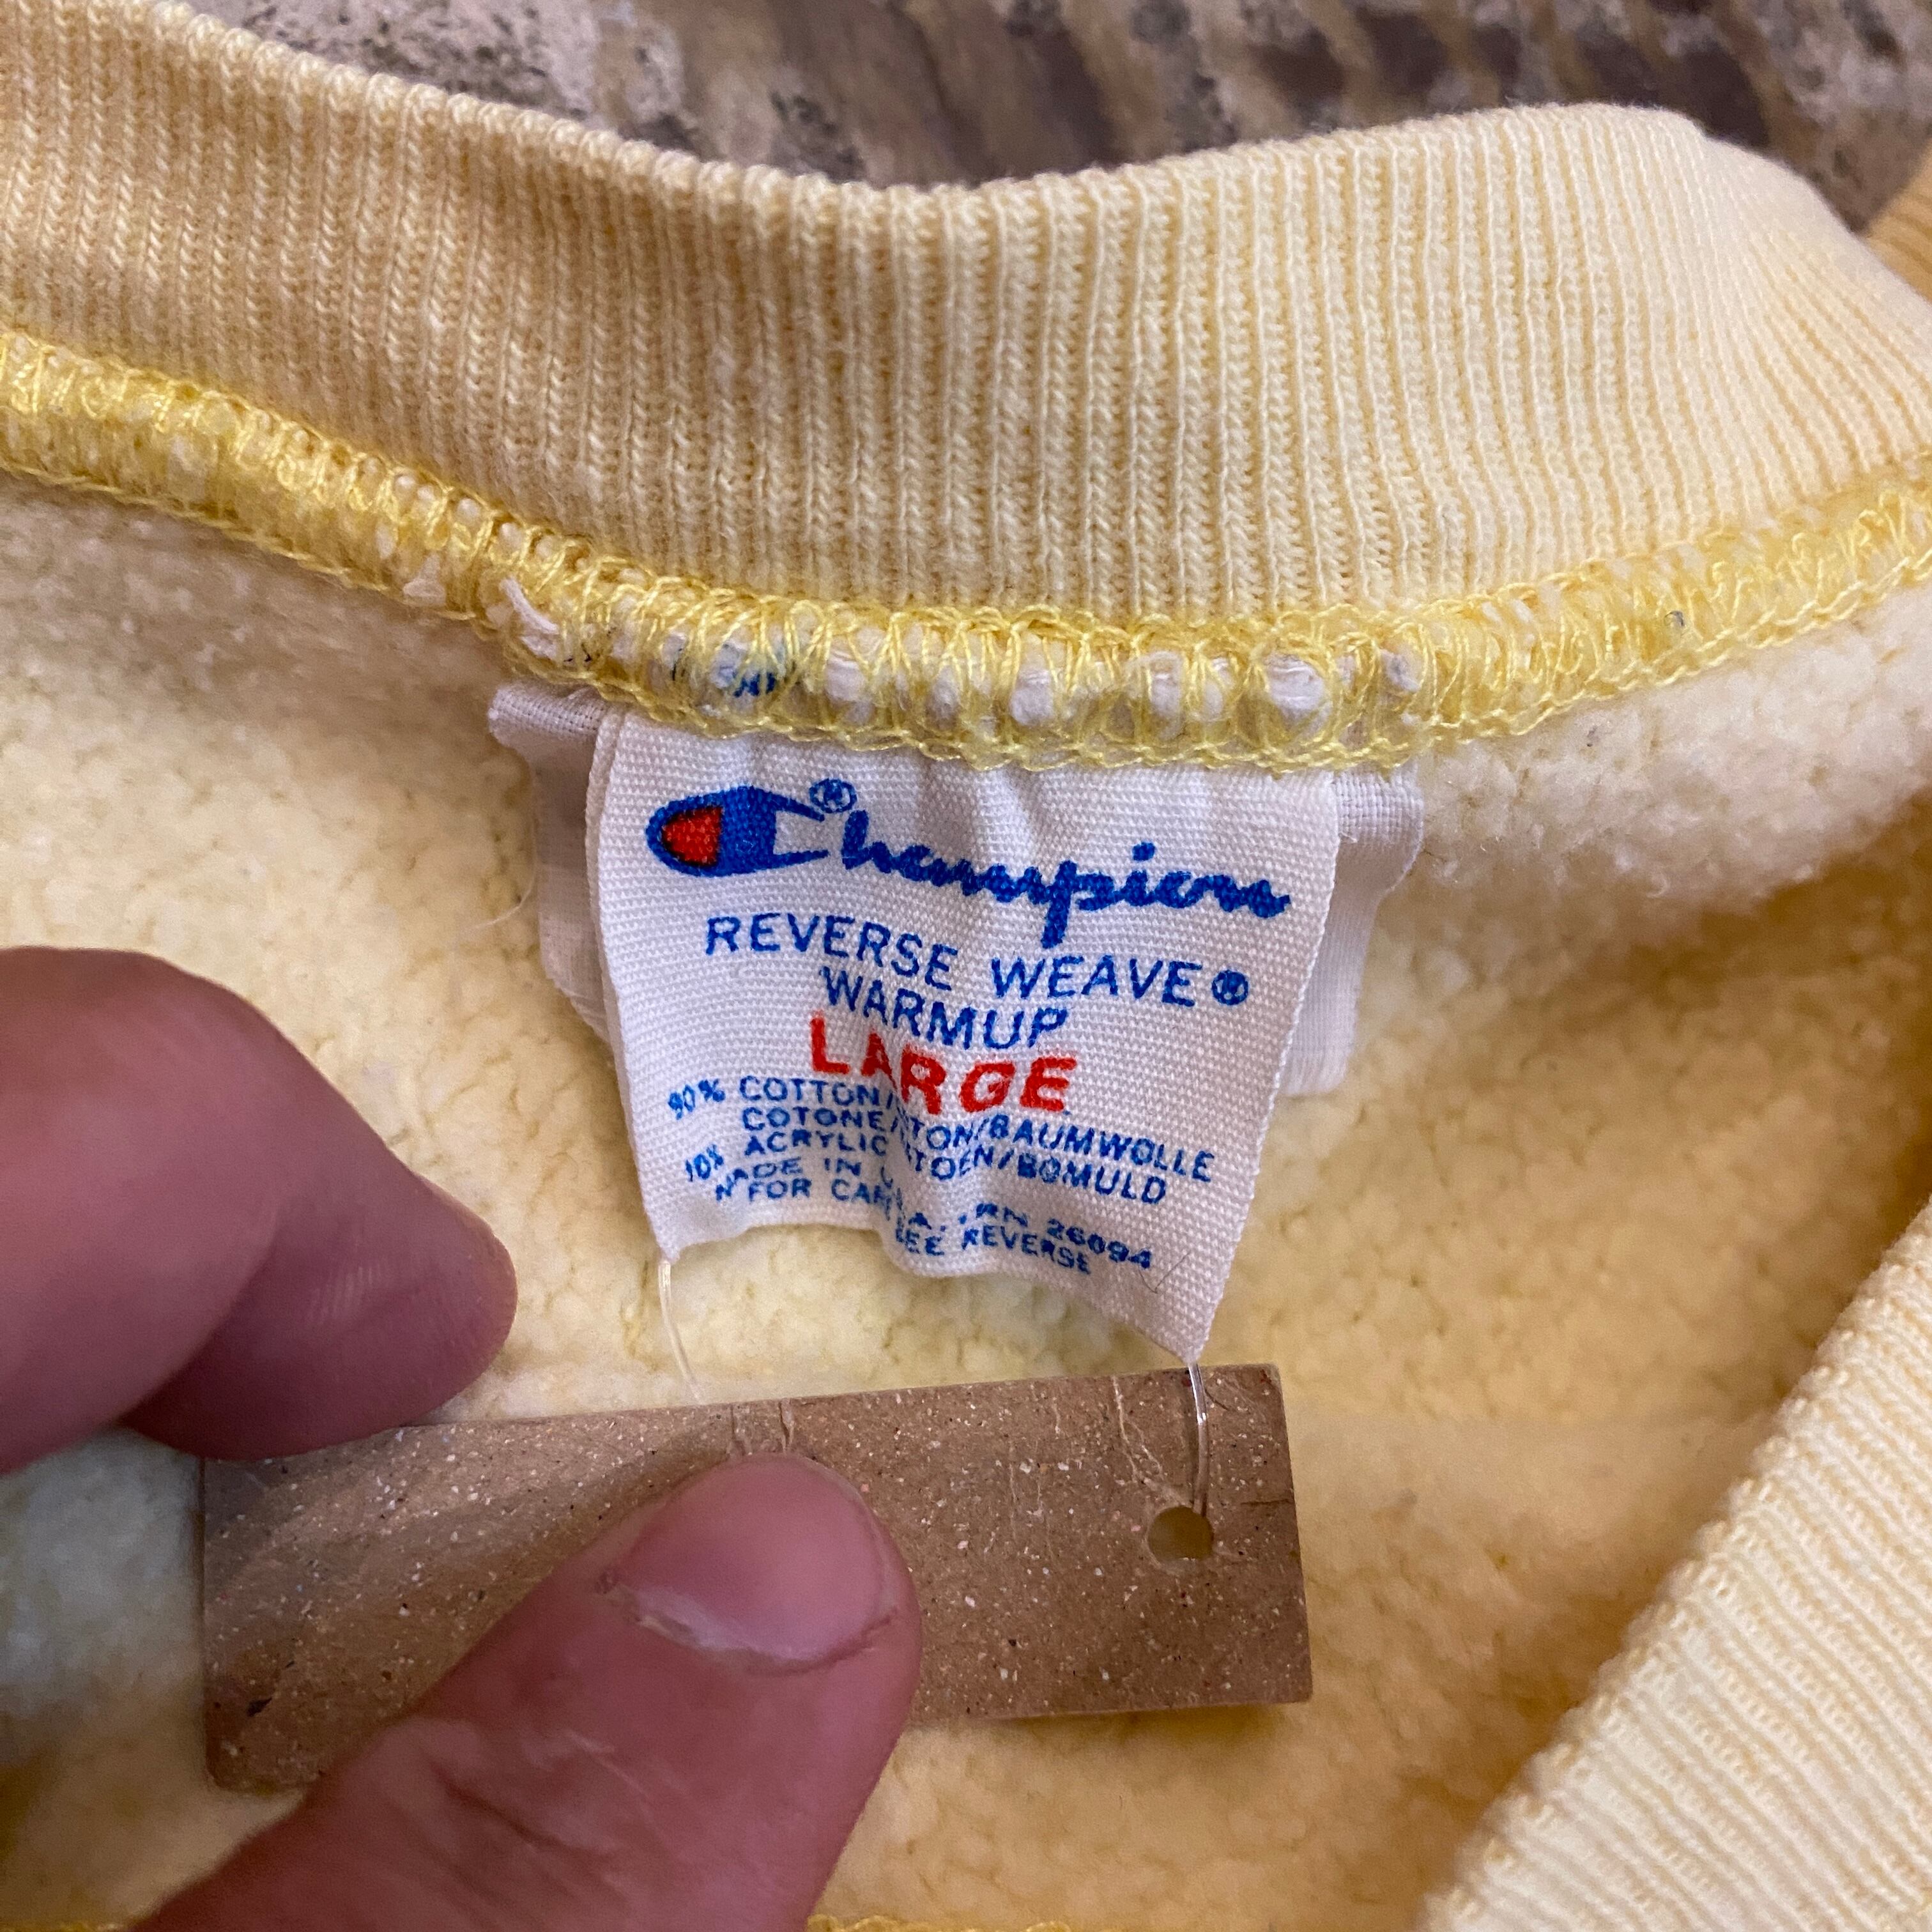 Champion®
REVERSE WEAVE®
WARMUP
LARGE
90% COTTON/ /BAUMWOLLE
COTONE/ /BOMULD
10% ACRYLIC
MADE IN U.S.A. RN 26094
FOR CARE SEE REVERSE